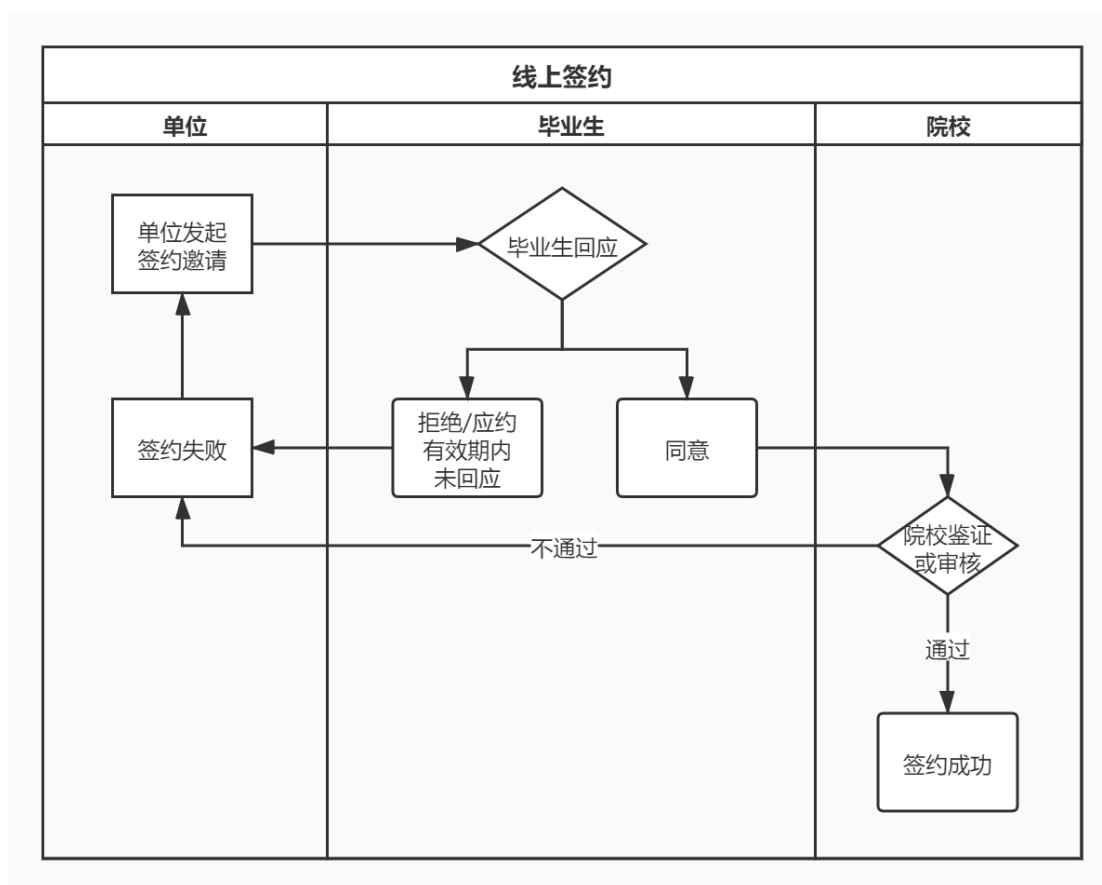 线上签约
单位
毕业生
院校
单位发起
签约邀请
毕业生回应
签约失败
拒绝/应约
有效期内
未回应
同意
不通过
院校鉴证
或审核
通过
签约成功